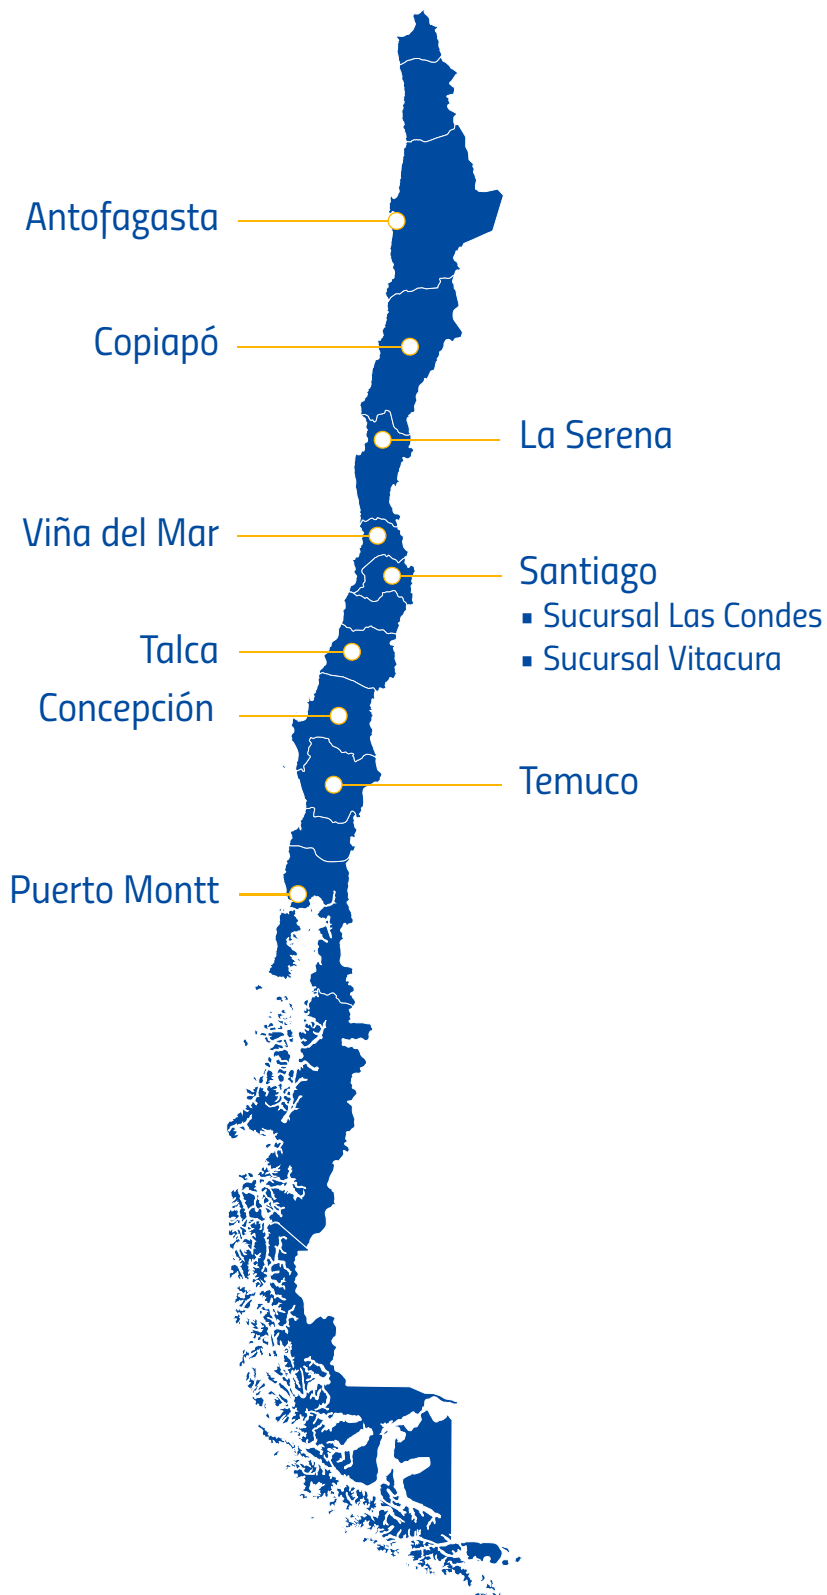 Antofagasta
Copiapó
La Serena
Viña del Mar
Santiago
▪ Sucursal Las Condes
▪ Sucursal Vitacura
Talca
Concepción
Temuco
Puerto Montt